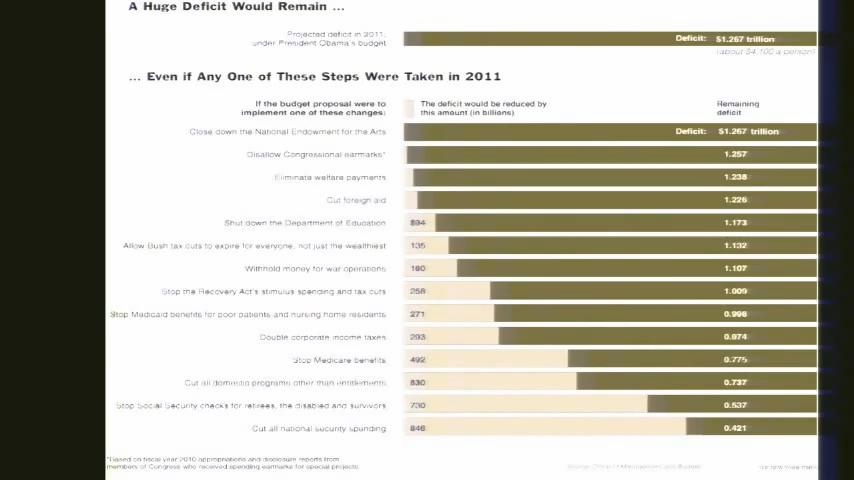 A Huge Deficit Would Remain ...
Projected deficit in 2011,
under President Obama's budget
Deficit: $1.267 trillion
(about $4,100 a person)
... Even if Any One of These Steps Were Taken in 2011
If the budget proposal were to
implement one of these changes:
The deficit would be reduced by
this amount (in billions)
Remaining
deficit
Close down the National Endowment for the Arts Deficit: $1.267 trillion
Disallow Congressional earmarks* 1.257
Eliminate welfare payments 1.238
Cut foreign aid 1.226
Shut down the Department of Education $94 1.173
Allow Bush tax cuts to expire for everyone, not just the wealthiest 135 1.132
Withhold money for war operations 160 1.107
Stop the Recovery Act's stimulus spending and tax cuts 258 1.009
Stop Medicaid benefits for poor patients and nursing home residents 271 0.996
Double corporate income taxes 293 0.974
Stop Medicare benefits 492 0.775
Cut all domestic programs other than entitlements 530 0.737
Stop Social Security checks for retirees, the disabled and survivors 730 0.537
Cut all national security spending 846 0.421
*Based on fiscal year 2010 appropriations and disclosure reports from
members of Congress who received spending earmarks for special projects.
Source: Office of Management and Budget